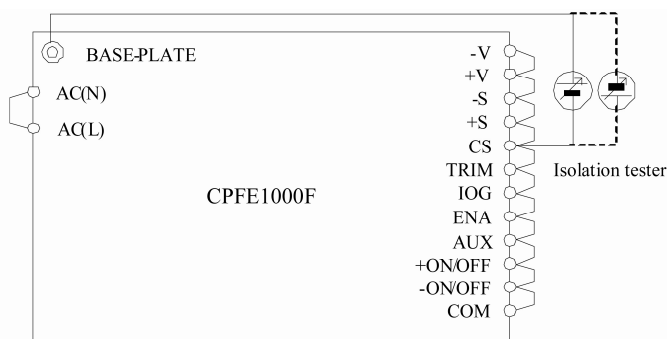 BASE-PLATE
AC(N)
AC(L)
CPFE1000F
-V
+V
-S
+S
CS
TRIM
IOG
ENA
AUX
+ON/OFF
-ON/OFF
COM
Isolation tester